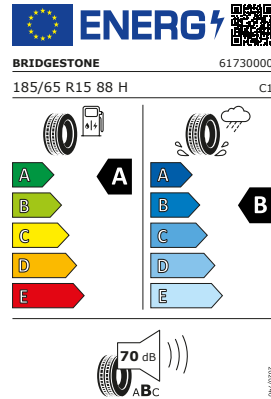 ENERG
BRIDGESTONE 61730000
185/65 R15 88 H C1
A A A
B B B
C C
D D
E E
70 dB
ABC